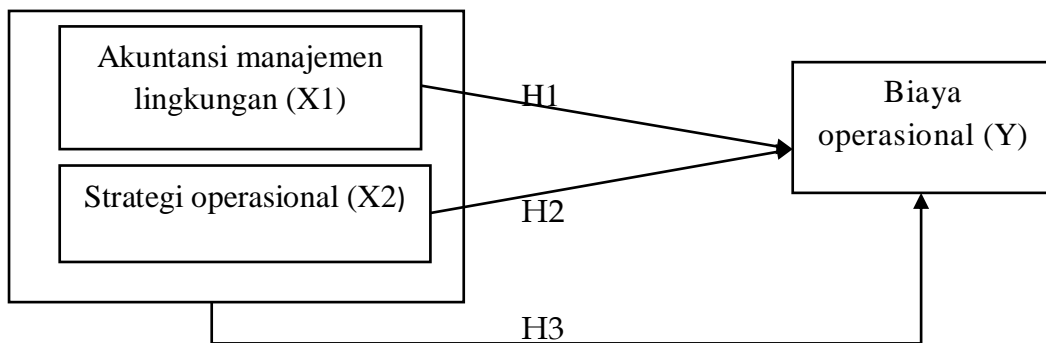 Akuntansi manajemen
lingkungan (X1)
H1
Biaya
operasional (Y)
Strategi operasional (X2)
H2
H3